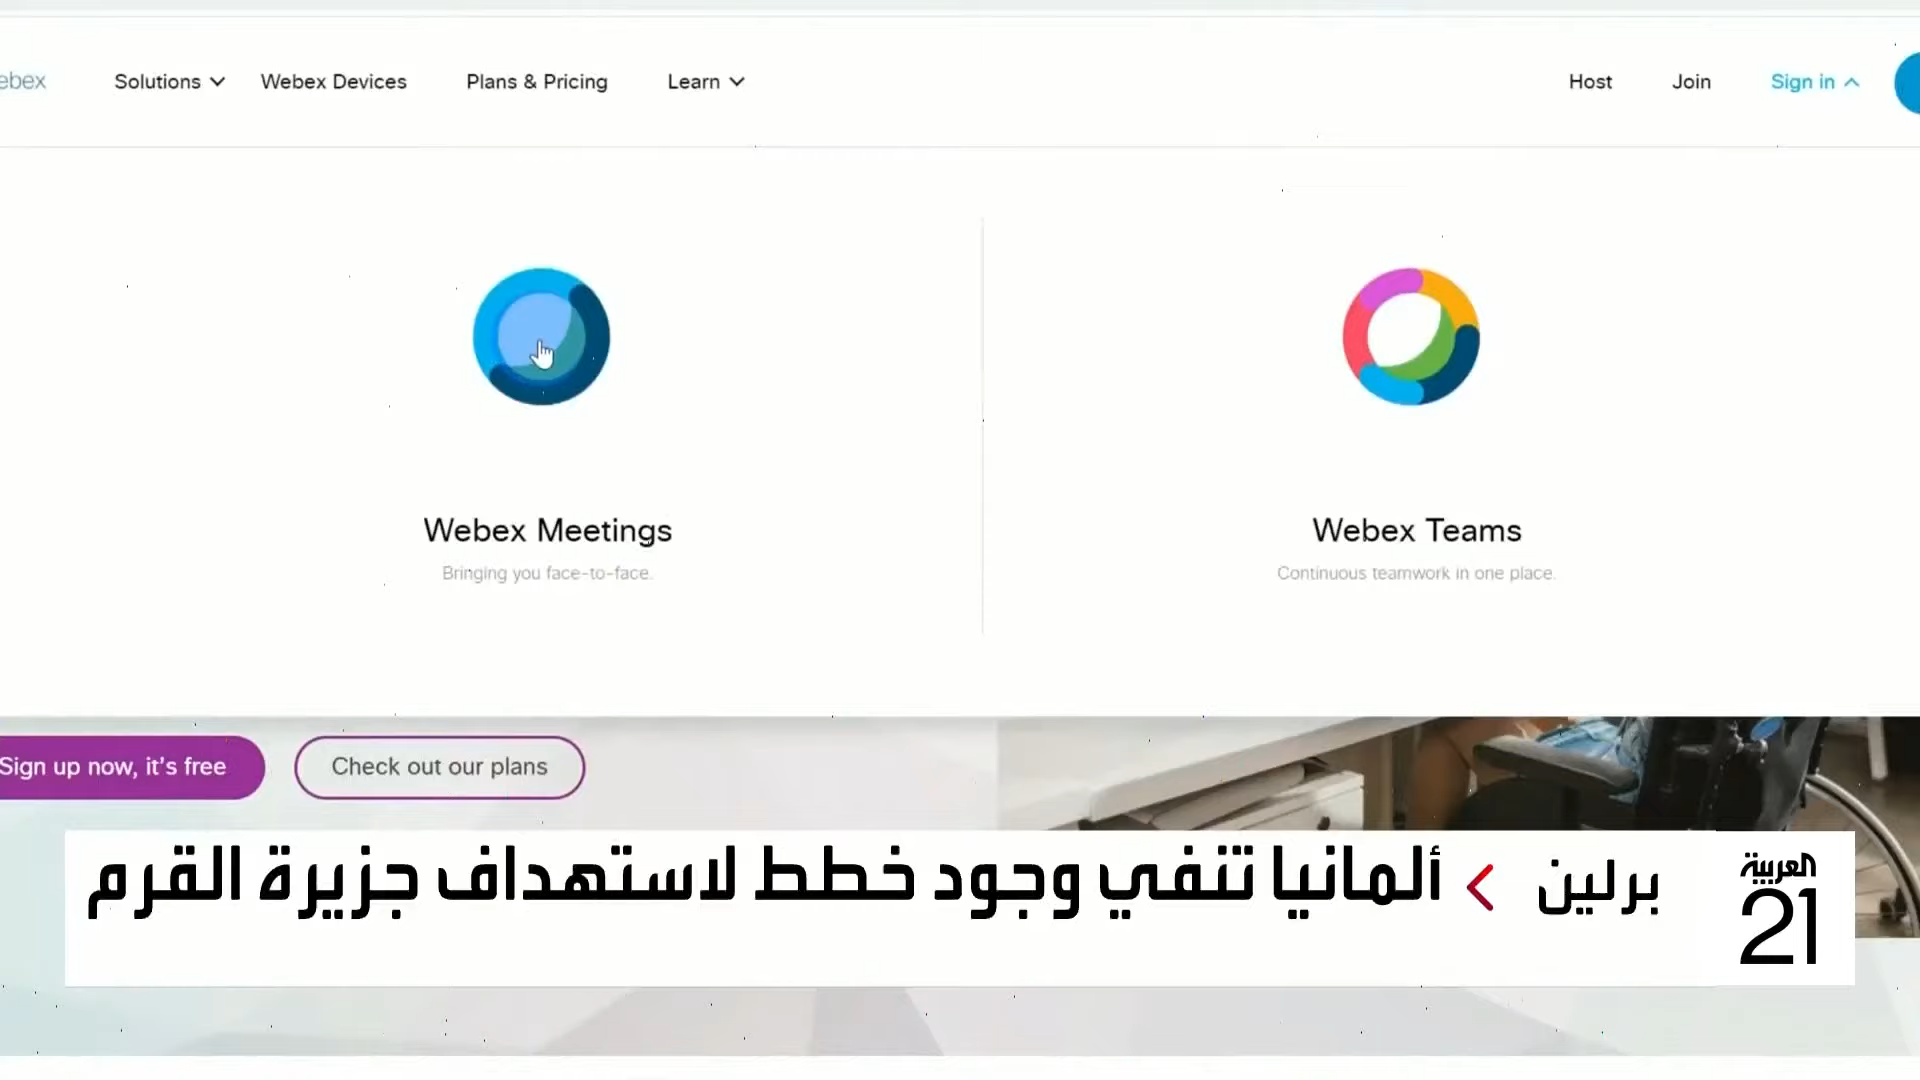 ebex Solutions Webex Devices Plans & Pricing Learn Host Join Sign in
Webex Meetings
Bringing you face-to-face.
Webex Teams
Continuous teamwork in one place.
Sign up now, it's free
Check out our plans
برلين
ألمانيا تنفي وجود خطط لاستهداف جزيرة القرم
العربية
21